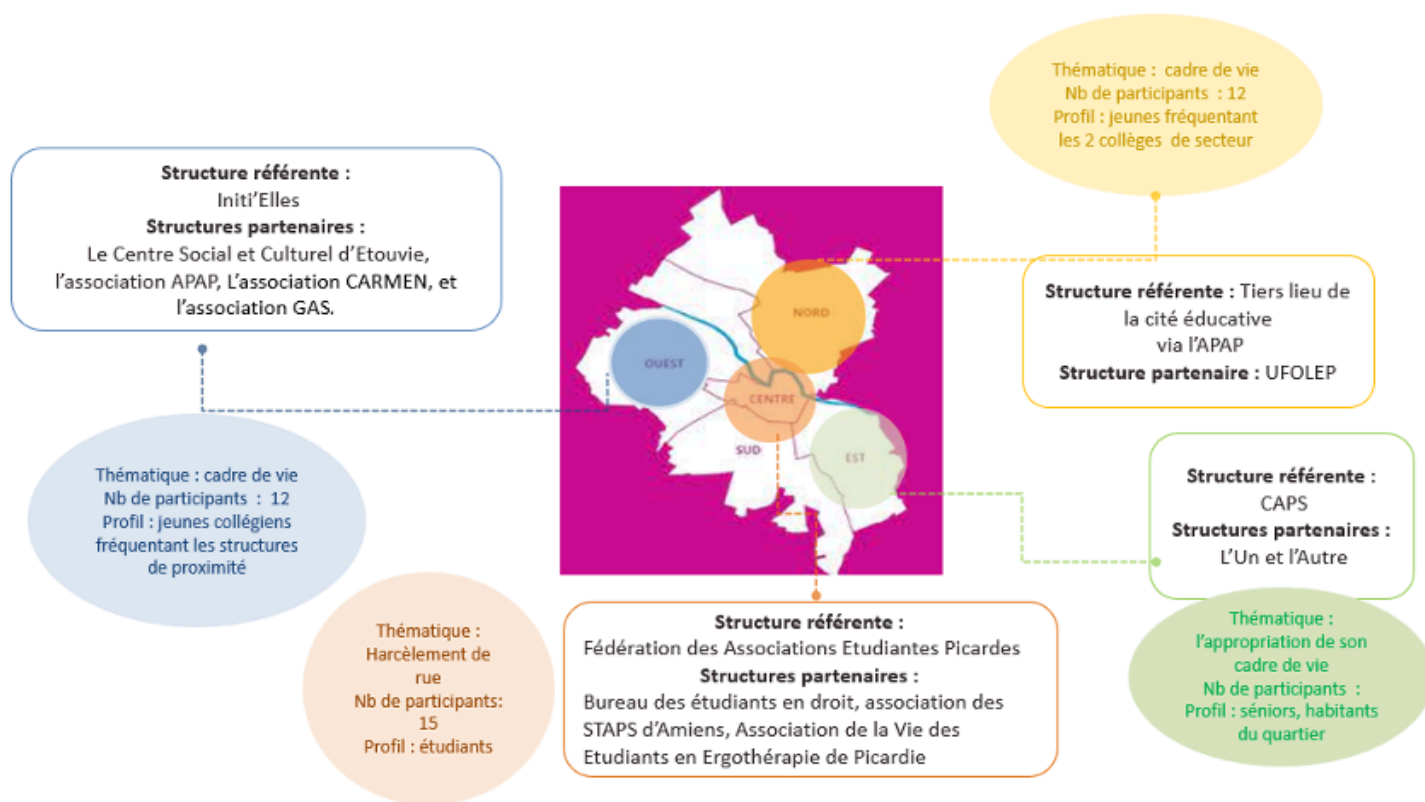 Thématique : cadre de vie
Nb de participants : 12
Profil : jeunes fréquentant
les 2 collèges de secteur
Structure référente :
Initi'Elles
Structures partenaires :
Le Centre Social et Culturel d'Etouvie,
l'association APAP, L'association CARMEN, et
l'association GAS.
NORD
OUEST
CENTRE
SUD
EST
Structure référente : Tiers lieu de
la cité éducative
via l'APAP
Structure partenaire : UFOLEP
Thématique : cadre de vie
Nb de participants : 12
Profil : jeunes collégiens
fréquentant les structures
de proximité
Structure référente :
CAPS
Structures partenaires :
L'Un et l'Autre
Thématique :
Harcèlement de
rue
Nb de participants:
15
Profil : étudiants
Structure référente :
Fédération des Associations Etudiantes Picardes
Structures partenaires :
Bureau des étudiants en droit, association des
STAPS d'Amiens, Association de la Vie des
Etudiants en Ergothérapie de Picardie
Thématique :
l'appropriation de son
cadre de vie
Nb de participants :
Profil : séniors, habitants
du quartier